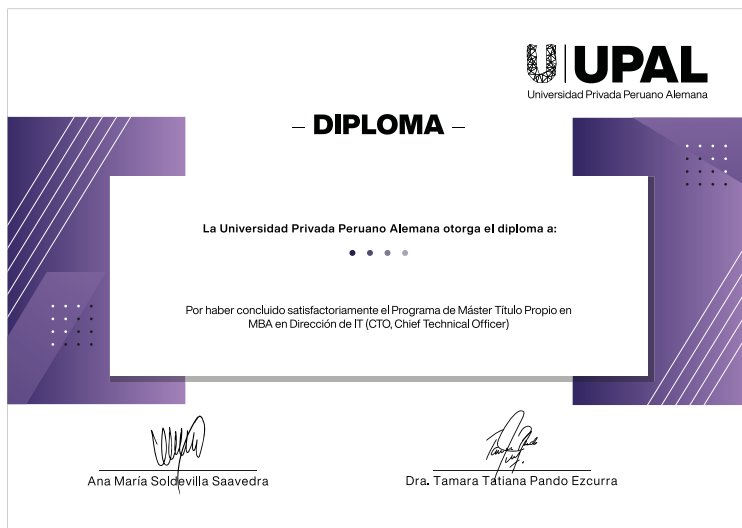 UPAL
Universidad Privada Peruano Alemana
– DIPLOMA –
La Universidad Privada Peruano Alemana otorga el diploma a:
Por haber concluido satisfactoriamente el Programa de Máster Título Propio en
MBA en Dirección de IT (CTO, Chief Technical Officer)
Ana María Soldevilla Saavedra
Dra. Tamara Tatiana Pando Ezcurra